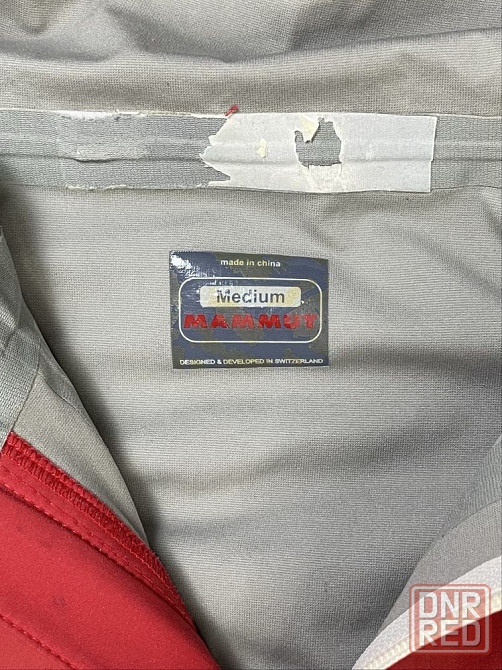 made in china
Medium
MAMMUT
DESIGNED & DEVELOPED IN SWITZERLAND
DNR
RED